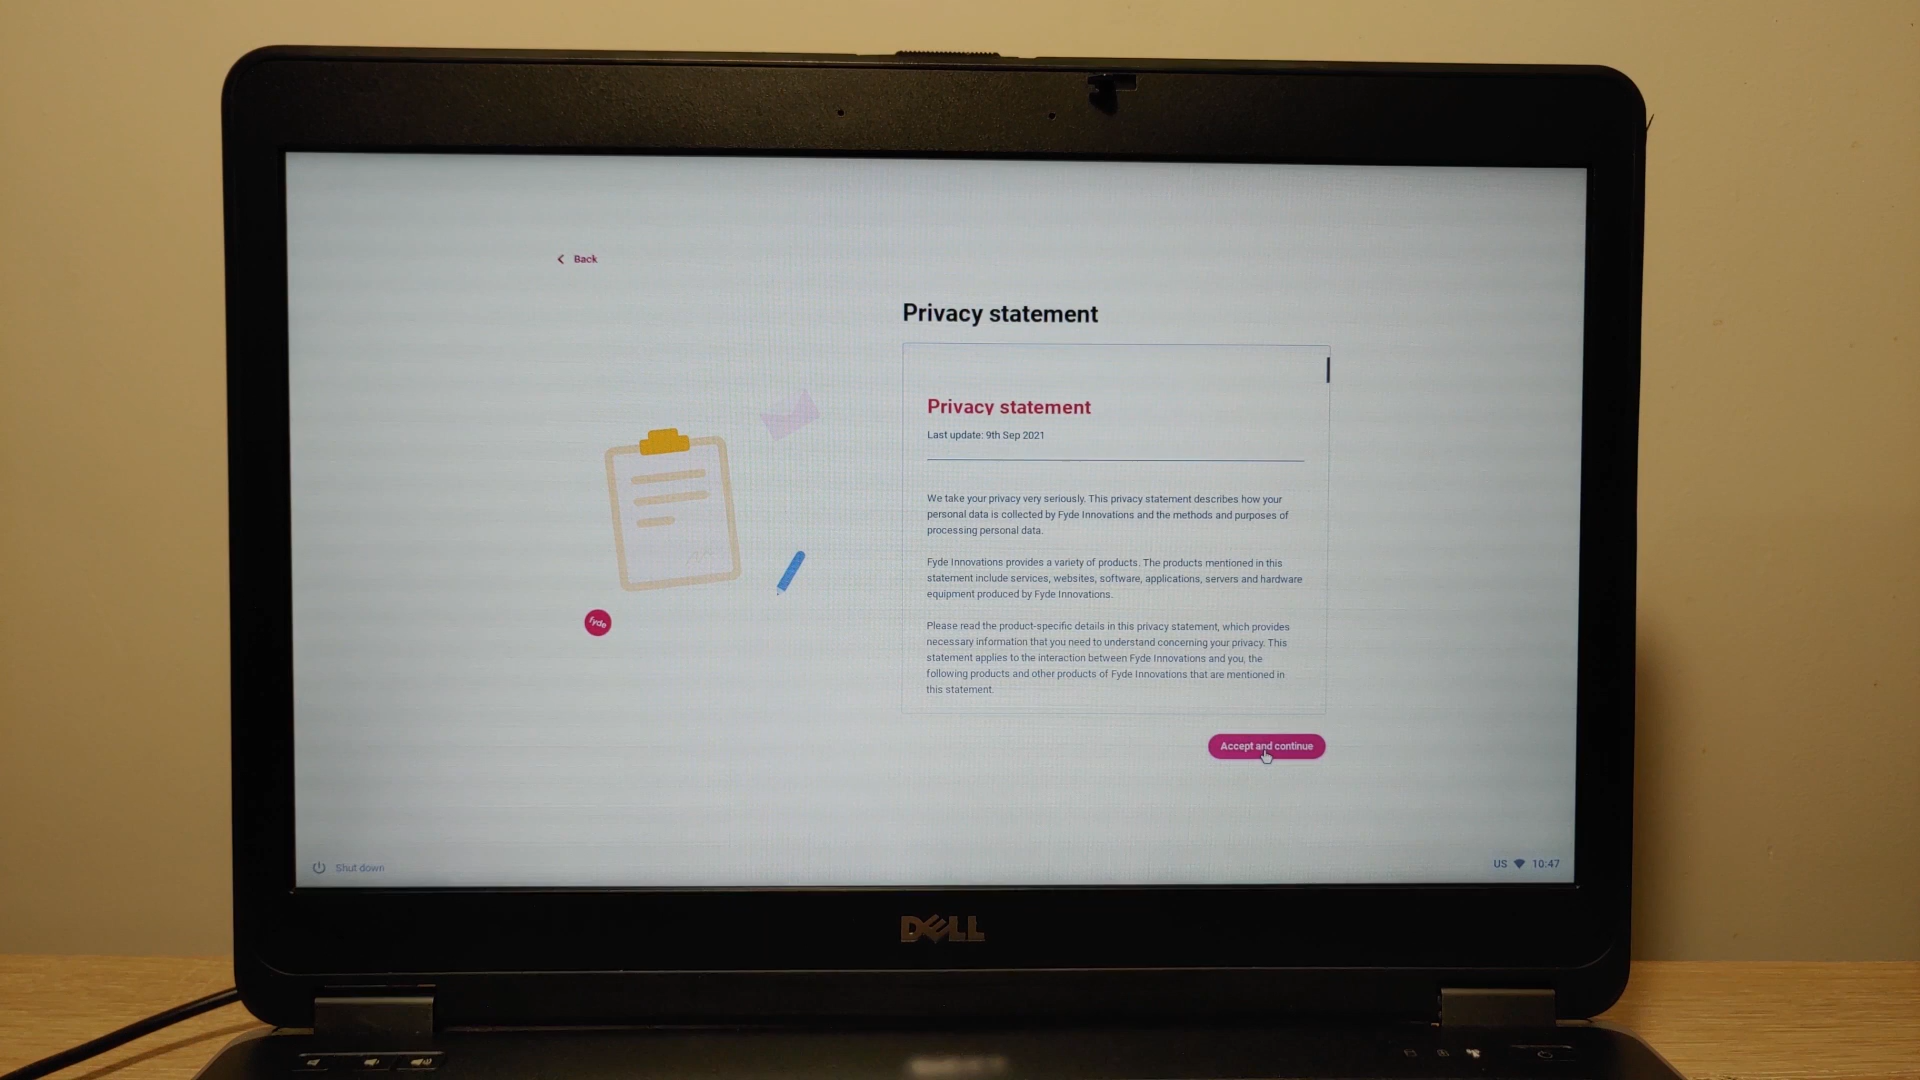 Back
Privacy statement
Privacy statement
Last update: 9th Sep 2021
We take your privacy very seriously. This privacy statement describes how your
personal data is collected by Fyde Innovations and the methods and purposes of
processing personal data.
Fyde Innovations provides a variety of products. The products mentioned in this
statement include services, websites, software, applications, servers and hardware
equipment produced by Fyde Innovations.
Please read the product-specific details in this privacy statement, which provides
necessary information that you need to understand concerning your privacy. This
statement applies to the interaction between Fyde Innovations and you, the
following products and other products of Fyde Innovations that are mentioned in
this statement.
fyde
Accept and continue
Shut down
US 10:47
DELL